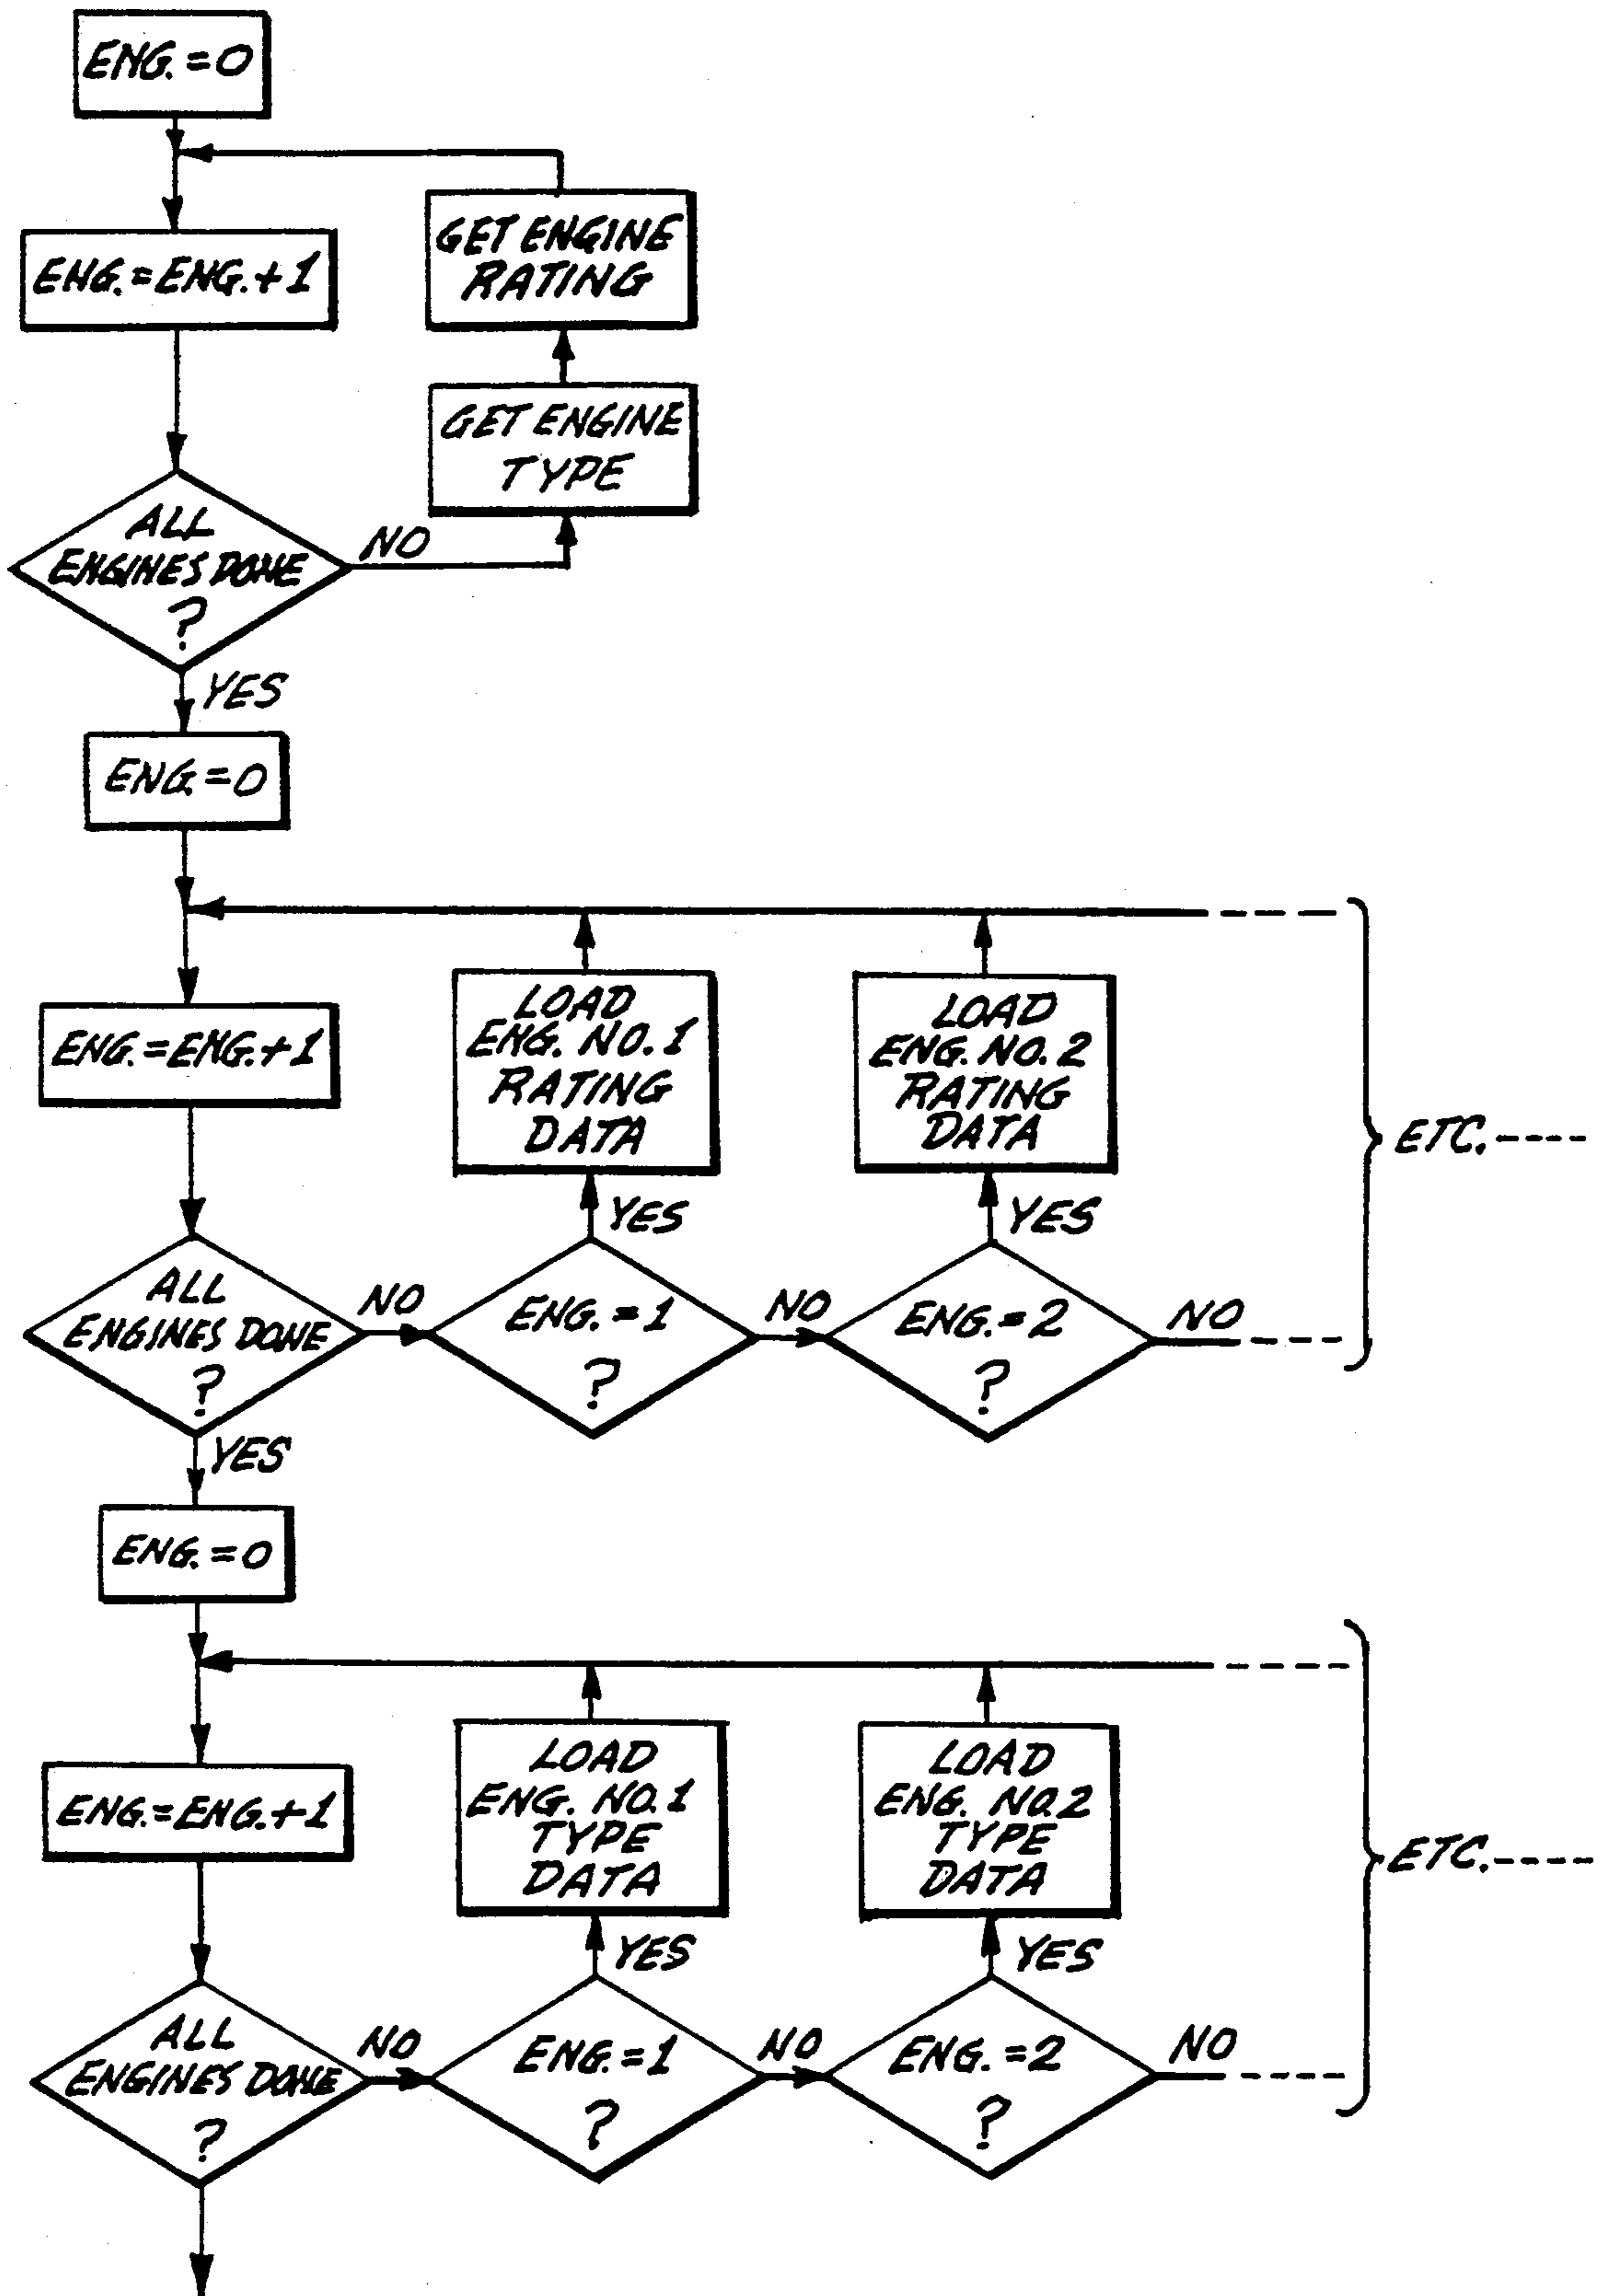 ENG.=0
ENG.=ENG.+1
GET ENGINE
RATING
GET ENGINE
TYPE
ALL
ENGINES DONE
?
NO
YES
ENG.=0
ENG.=ENG.+1
LOAD
ENG. NO.1
RATING
DATA
LOAD
ENG. NO.2
RATING
DATA
ETC.
YES
YES
ALL
ENGINES DONE
?
NO
ENG.=1
?
NO
ENG.=2
?
NO
YES
ENG.=0
ENG.=ENG.+1
LOAD
ENG. NO.1
TYPE
DATA
LOAD
ENG. NO.2
TYPE
DATA
ETC.
YES
YES
ALL
ENGINES DONE
?
NO
ENG.=1
?
NO
ENG.=2
?
NO